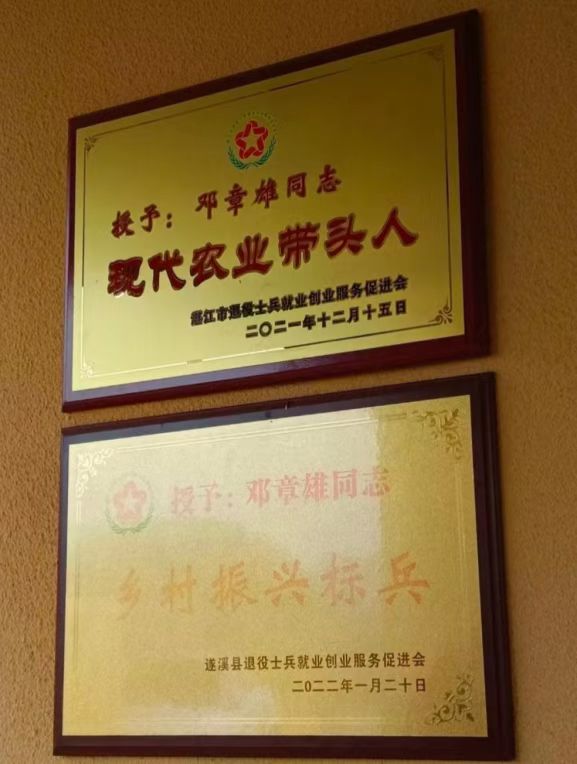 授予：邓章雄同志
现代农业带头人
湛江市退役士兵就业创业服务促进会
二〇二一年十二月十五日
授予：邓章雄同志
乡村振兴标兵
遂溪县退役士兵就业创业服务促进会
二0二二年一月二十日